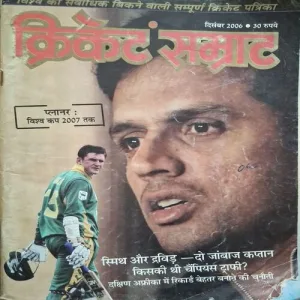 विश्व की सर्वाधिक बिकने वाली सम्पूर्ण क्रिकेट पत्रिका
दिसंबर 2006 ● 30 रुपये
क्रिकेट सम्राट
प्लानर :
विश्व कप 2007 तक
स्मिथ और द्रविड़ — दो जांबाज कप्तान
किसकी थी चैंपियंस ट्राफी?
दक्षिण अफ्रीका में रिकार्ड बेहतर बनाने की चुनौती